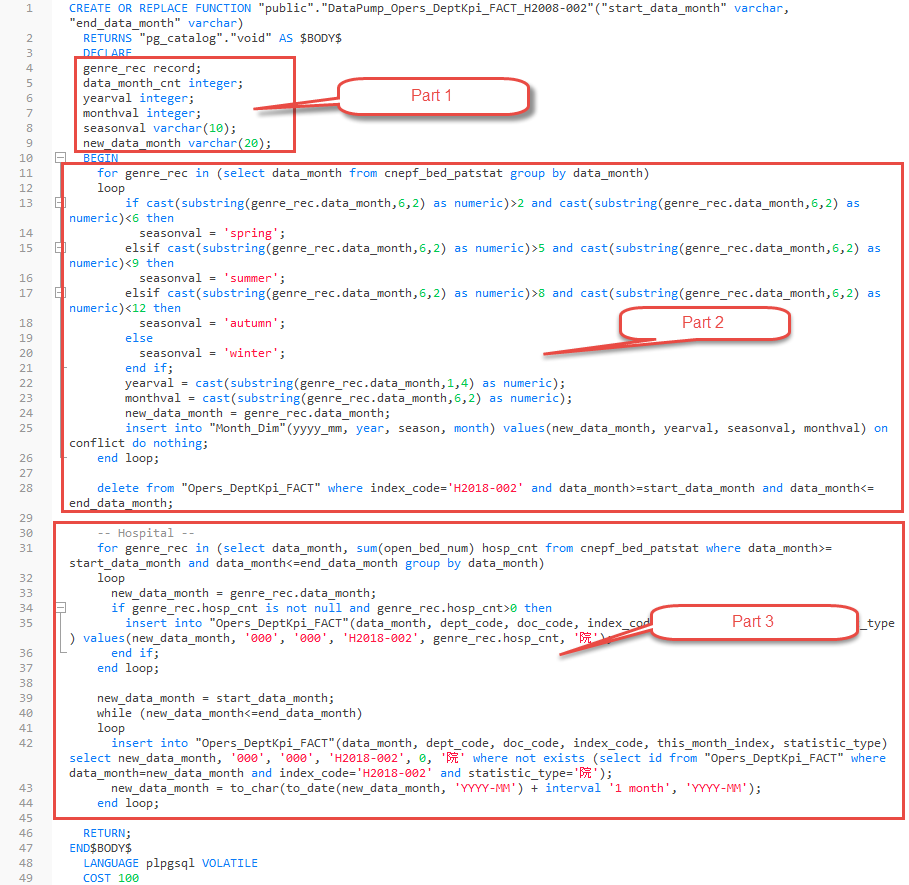 1 CREATE OR REPLACE FUNCTION "public"."DataPump_Opers_DeptKpi_FACT_H2008-002"("start_data_month" varchar,
"end_data_month" varchar)
2 RETURNS "pg_catalog"."void" AS $BODY$
3 DECLARE
4 genre_rec record;
5 data_month_cnt integer;
6 yearval integer;
Part 1
7 monthval integer;
8 seasonval varchar(10);
9 new_data_month varchar(20);
10 BEGIN
11 for genre_rec in (select data_month from cnepf_bed_patstat group by data_month)
12 loop
13 if cast(substring(genre_rec.data_month,6,2) as numeric)>2 and cast(substring(genre_rec.data_month,6,2) as
numeric)<6 then
14 seasonval = 'spring';
15 elsif cast(substring(genre_rec.data_month,6,2) as numeric)>5 and cast(substring(genre_rec.data_month,6,2) as
numeric)<9 then
16 seasonval = 'summer';
17 elsif cast(substring(genre_rec.data_month,6,2) as numeric)>8 and cast(substring(genre_rec.data_month,6,2) as
numeric)<12 then
18 seasonval = 'autumn';
Part 2
19 else
20 seasonval = 'winter';
21 end if;
22 yearval = cast(substring(genre_rec.data_month,1,4) as numeric);
23 monthval = cast(substring(genre_rec.data_month,6,2) as numeric);
24 new_data_month = genre_rec.data_month;
25 insert into "Month_Dim"(yyyy_mm, year, season, month) values(new_data_month, yearval, seasonval, monthval) on
conflict do nothing;
26 end loop;
27
28 delete from "Opers_DeptKpi_FACT" where index_code='H2018-002' and data_month>=start_data_month and data_month<=
end_data_month;
29
30 -- Hospital --
31 for genre_rec in (select data_month, sum(open_bed_num) hosp_cnt from cnepf_bed_patstat where data_month>=
start_data_month and data_month<=end_data_month group by data_month)
32 loop
33 new_data_month = genre_rec.data_month;
34 if genre_rec.hosp_cnt is not null and genre_rec.hosp_cnt>0 then
35 insert into "Opers_DeptKpi_FACT"(data_month, dept_code, doc_code, index_cod _type
Part 3
) values(new_data_month, '000', '000', 'H2018-002', genre_rec.hosp_cnt, '院');
36 end if;
37 end loop;
38
39 new_data_month = start_data_month;
40 while (new_data_month<=end_data_month)
41 loop
42 insert into "Opers_DeptKpi_FACT"(data_month, dept_code, doc_code, index_code, this_month_index, statistic_type)
select new_data_month, '000', '000', 'H2018-002', 0, '院' where not exists (select id from "Opers_DeptKpi_FACT" where
data_month=new_data_month and index_code='H2018-002' and statistic_type='院');
43 new_data_month = to_char(to_date(new_data_month, 'YYYY-MM') + interval '1 month', 'YYYY-MM');
44 end loop;
45
46 RETURN;
47 END$BODY$
48 LANGUAGE plpgsql VOLATILE
49 COST 100